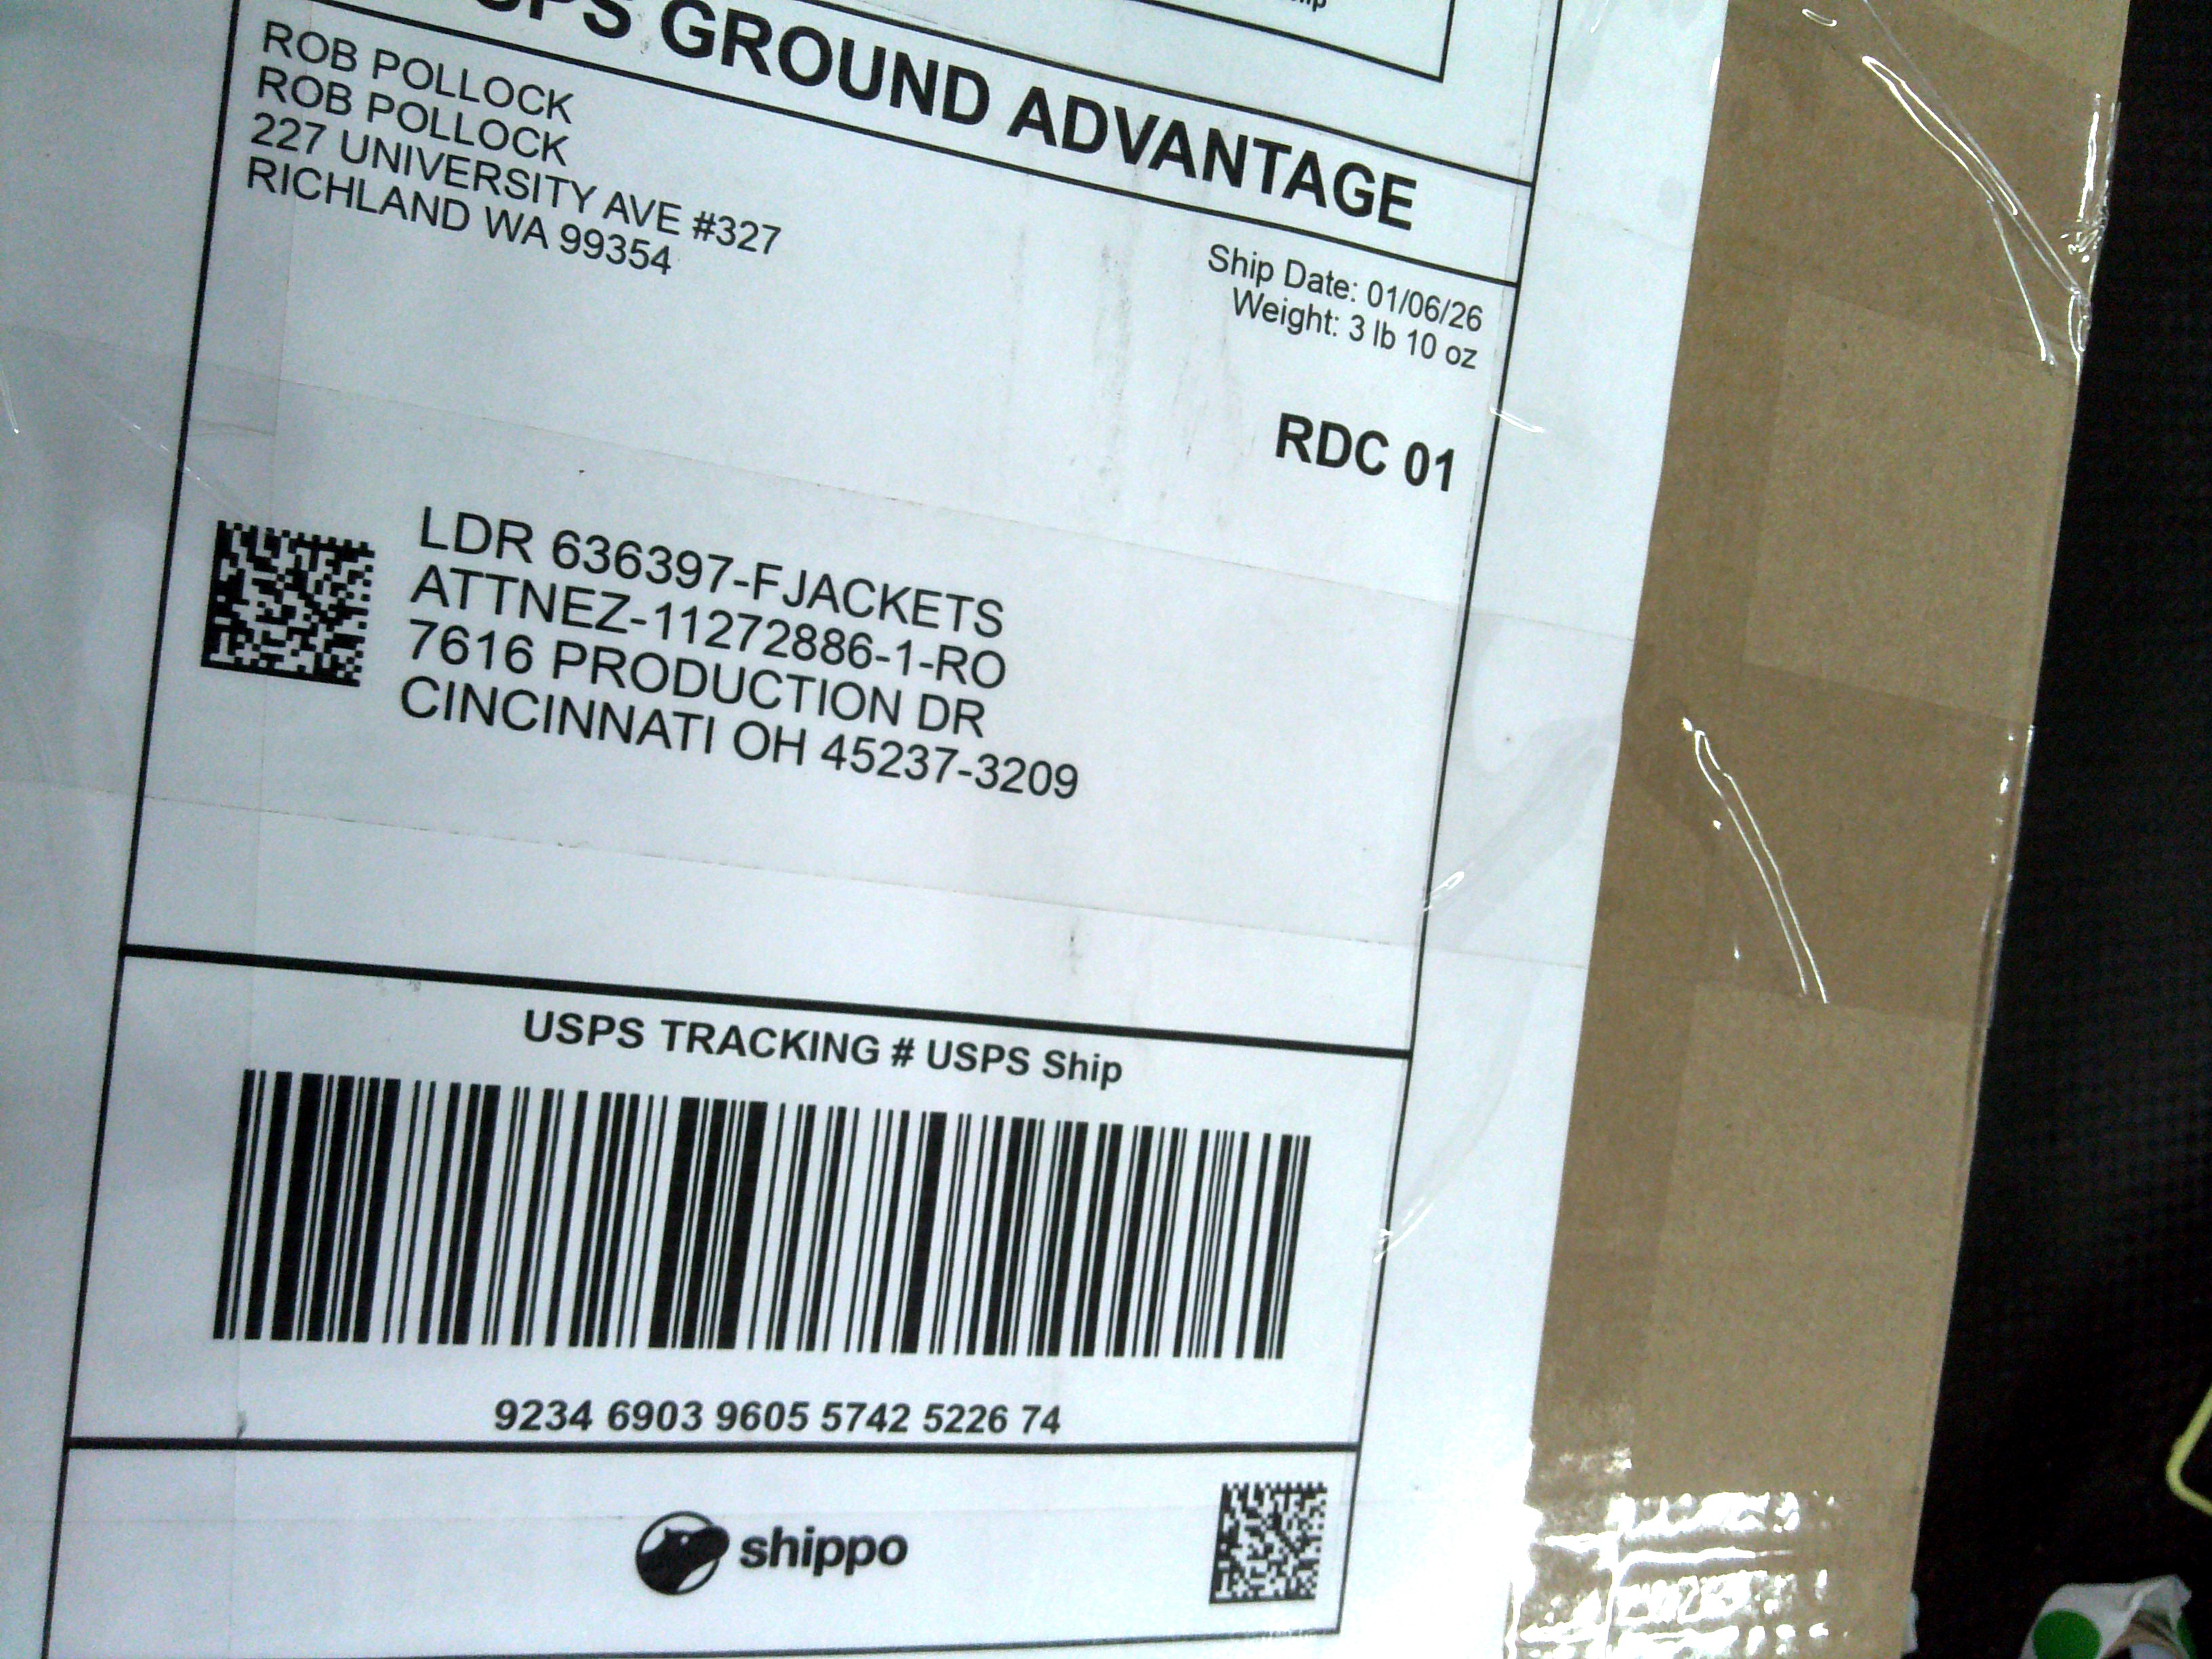 GROUND ADVANTAGE
ROB POLLOCK
ROB POLLOCK
227 UNIVERSITY AVE #327
RICHLAND WA 99354
Ship Date: 01/06/26
Weight: 3 lb 10 oz
RDC 01
LDR 636397-FJACKETS
ATTNEZ-11272886-1-RO
7616 PRODUCTION DR
CINCINNATI OH 45237-3209
USPS TRACKING # USPS Ship
9234 6903 9605 5742 5226 74
shippo